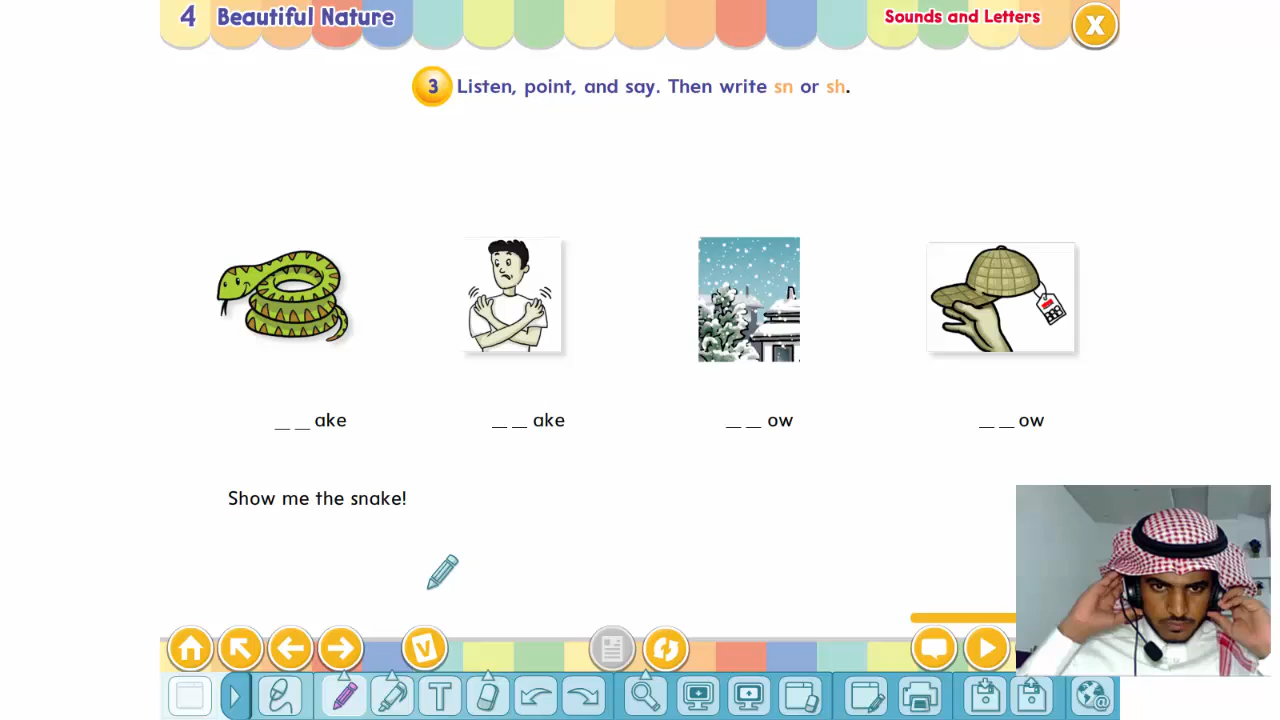 4 Beautiful Nature
Sounds and Letters
X
3 Listen, point, and say. Then write sn or sh.
_ _ ake
_ _ ake
_ _ ow
_ _ ow
Show me the snake!
V
T